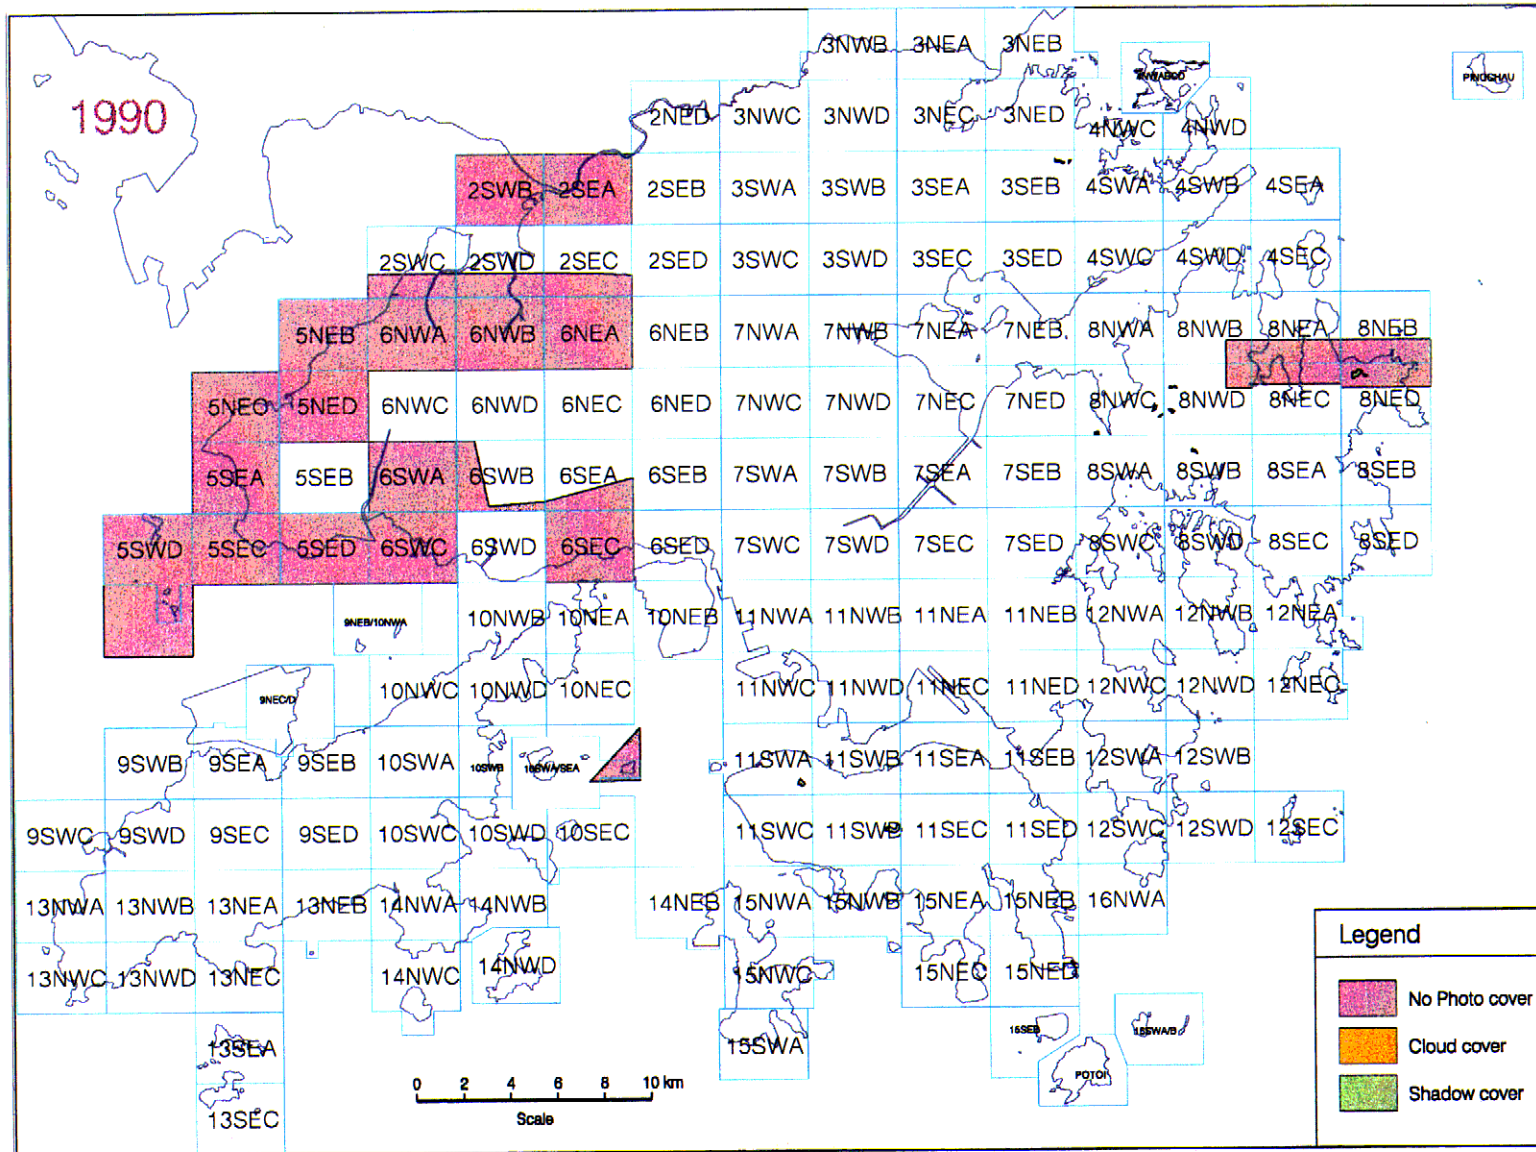 1990
3NWB 3NEA 3NEB
PINGCHAU
2NED 3NWC 3NWD 3NEC 3NED 4NWC 4NWD
2SWB 2SEA 2SEB 3SWA 3SWB 3SEA 3SEB 4SWA 4SWB 4SEA
2SWC 2SWD 2SEC 2SED 3SWC 3SWD 3SEC 3SED 4SWC 4SWD 4SEC
5NEB 6NWA 6NWB 6NEA 6NEB 7NWA 7NWB 7NEA 7NEB 8NWA 8NWB 8NEA 8NEB
5NEC 5NED 6NWC 6NWD 6NEC 6NED 7NWC 7NWD 7NEC 7NED 8NWC 8NWD 8NEC 8NED
5SEA 5SEB 6SWA 6SWB 6SEA 6SEB 7SWA 7SWB 7SEA 7SEB 8SWA 8SWB 8SEA 8SEB
5SWD 5SEC 5SED 6SWC 6SWD 6SEC 6SED 7SWC 7SWD 7SEC 7SED 8SWC 8SWD 8SEC 8SED
9NEB/10NWA 10NWB 10NEA 10NEB 11NWA 11NWB 11NEA 11NEB 12NWA 12NWB 12NEA
9NEC/D 10NWC 10NWD 10NEC 11NWC 11NWD 11NEC 11NED 12NWC 12NWD 12NEC
9SWB 9SEA 9SEB 10SWA 10SWB 11SWA 11SWB 11SEA 11SEB 12SWA 12SWB
9SWC 9SWD 9SEC 9SED 10SWC 10SWD 10SEC 11SWC 11SWD 11SEC 11SED 12SWC 12SWD 12SEC
13NWA 13NWB 13NEA 13NEB 14NWA 14NWB 14NEB 15NWA 15NWB 15NEA 15NEB 16NWA
13NWC 13NWD 13NEC 14NWC 14NWD 15NWC 15NEC 15NED
13SEA 15SWA 15SEB
POTOI
13SEC
0 2 4 6 8 10 km
Scale
Legend
No Photo cover
Cloud cover
Shadow cover